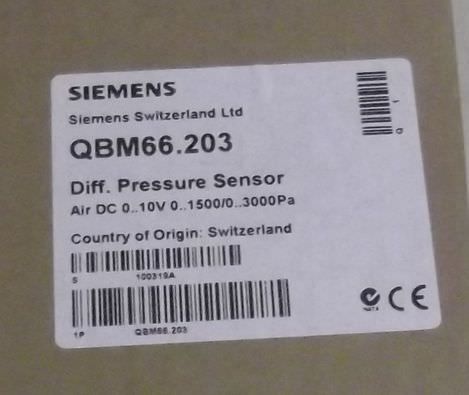 SIEMENS
Siemens Switzerland Ltd
QBM66.203
Diff. Pressure Sensor
Air DC 0..10V 0..1500/0..3000Pa
Country of Origin: Switzerland
S 100319A
1P QBM66.203
Q 1
CE